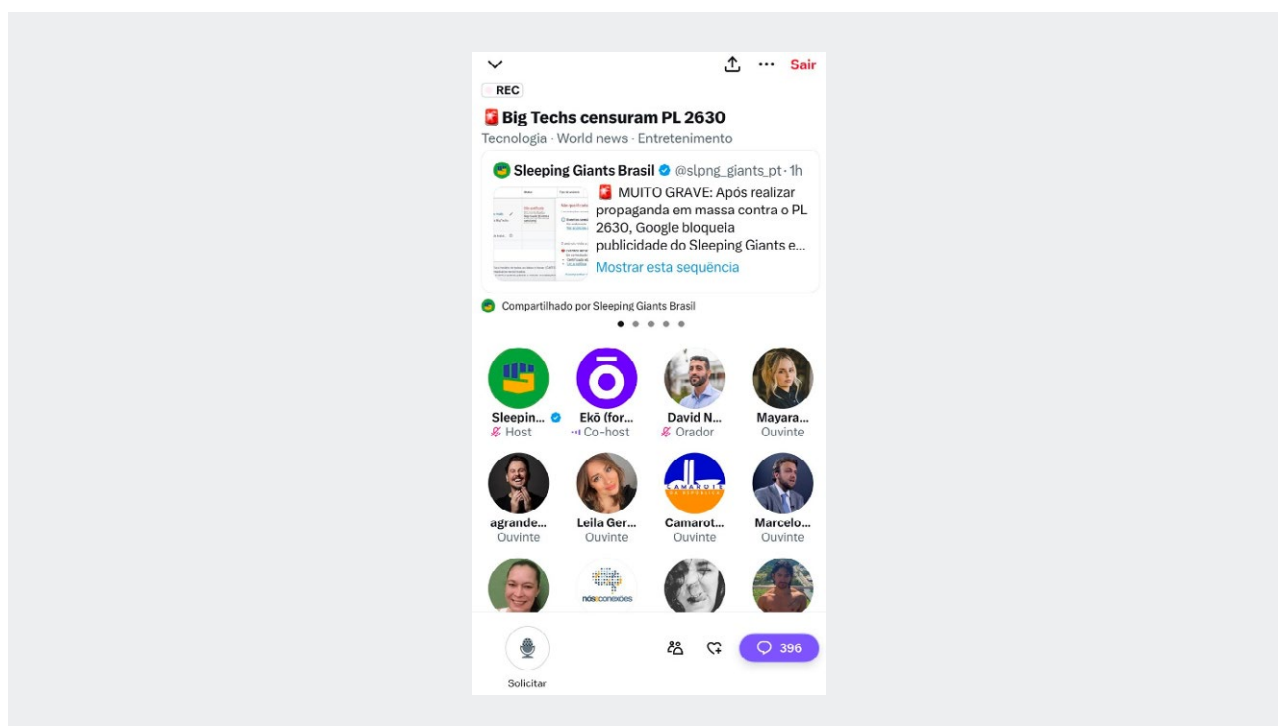 Sair
REC
🚨Big Techs censuram PL 2630
Tecnologia · World news · Entretenimento
Sleeping Giants Brasil @slpng_giants_pt · 1h
🚨 MUITO GRAVE: Após realizar
propaganda em massa contra o PL
2630, Google bloqueia
publicidade do Sleeping Giants e...
Mostrar esta sequência
Compartilhado por Sleeping Giants Brasil
Sleepin... Ekō (for... David N... Mayara...
Host Co-host Orador Ouvinte
CAMAROTE
DA REPÚBLICA
agrande... Leila Ger... Camarot... Marcelo...
Ouvinte Ouvinte Ouvinte Ouvinte
nós:conexões
396
Solicitar